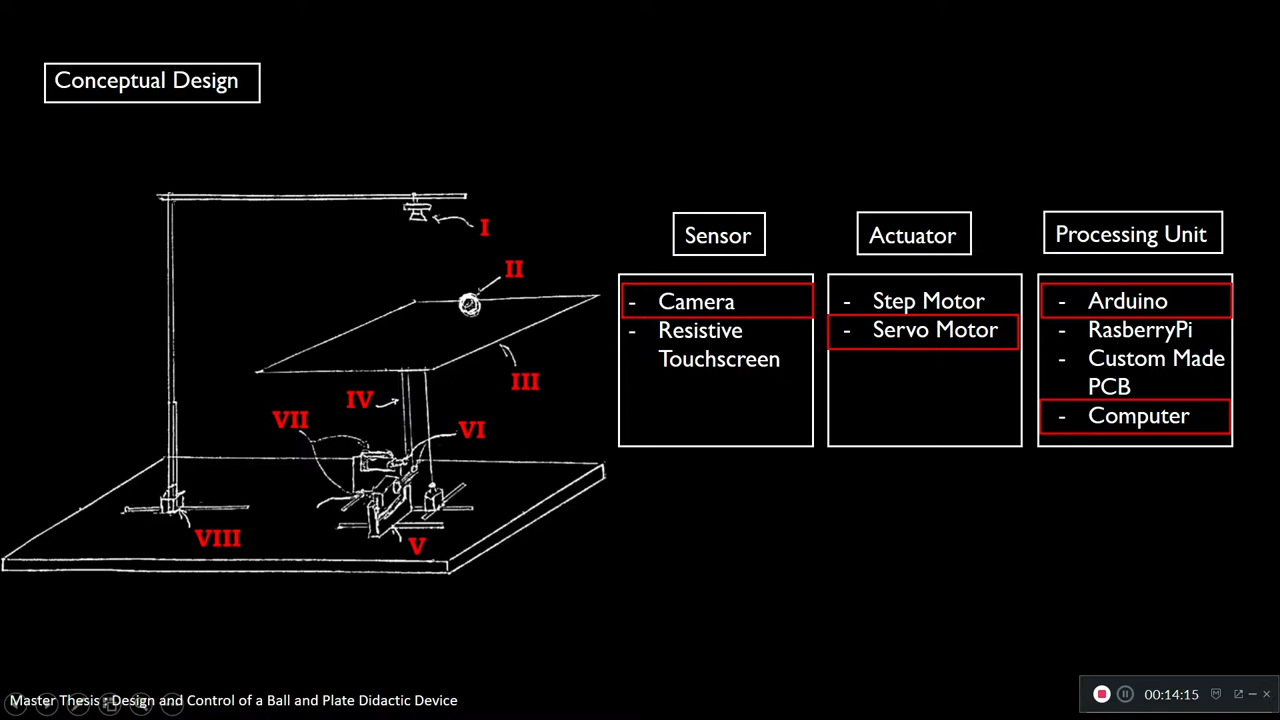 Conceptual Design
I
II
III
IV
VII
VI
VIII
V
Sensor
- Camera
- Resistive
Touchscreen
Actuator
- Step Motor
- Servo Motor
Processing Unit
- Arduino
- RasberryPi
- Custom Made
PCB
- Computer
Master Thesis : Design and Control of a Ball and Plate Didactic Device
00:14:15